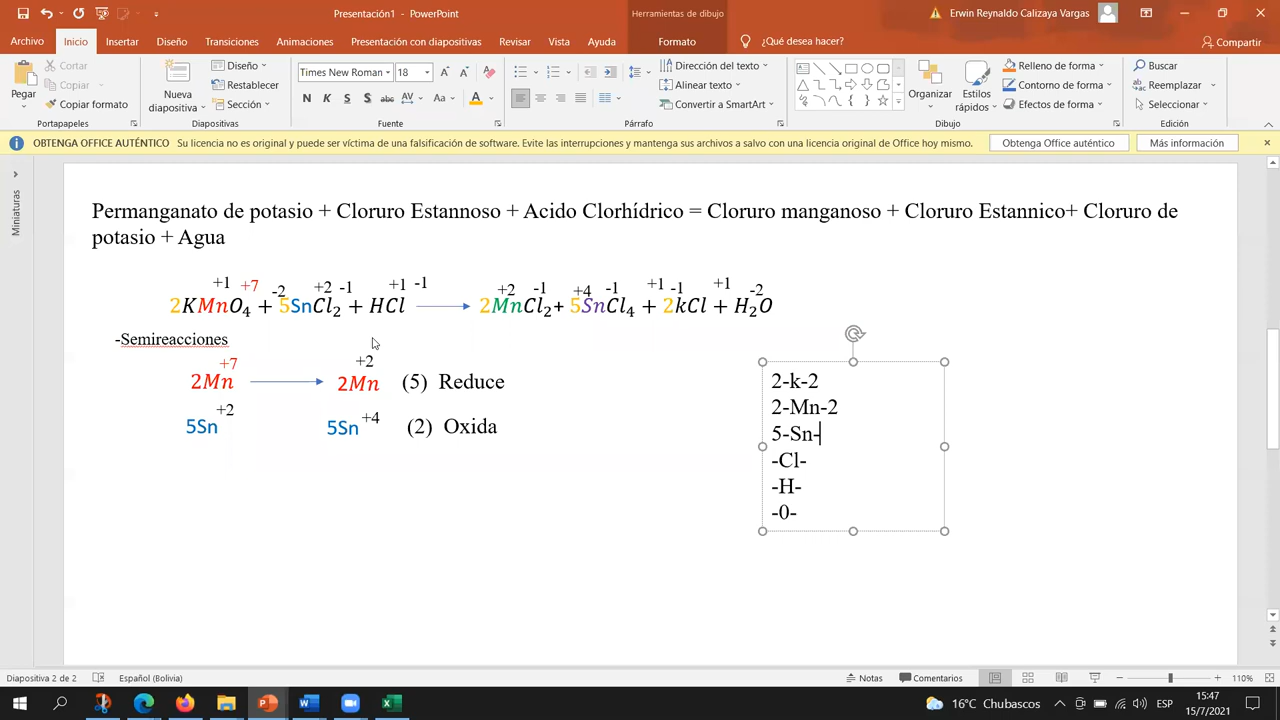 Presentación1 - PowerPoint
Herramientas de dibujo
Erwin Reynaldo Calizaya Vargas
Archivo Inicio Insertar Diseño Transiciones Animaciones Presentación con diapositivas Revisar Vista Ayuda Formato ¿Qué desea hacer? Compartir
Pegar
Cortar
Copiar
Copiar formato
Portapapeles
Nueva diapositiva
Diseño
Restablecer
Sección
Diapositivas
Times New Roman 18
N K S S abc AV Aa A
Fuente
Dirección del texto
Alinear texto
Convertir a SmartArt
Párrafo
Organizar
Estilos rápidos
Relleno de forma
Contorno de forma
Efectos de forma
Dibujo
Buscar
Reemplazar
Seleccionar
Edición
OBTENGA OFFICE AUTÉNTICO Su licencia no es original y puede ser víctima de una falsificación de software. Evite las interrupciones y mantenga sus archivos a salvo con una licencia original de Office hoy mismo. Obtenga Office auténtico Más información
Miniaturas
Permanganato de potasio + Cloruro Estannoso + Acido Clorhídrico = Cloruro manganoso + Cloruro Estannico+ Cloruro de
potasio + Agua
+1 +7 -2 +2 -1 +1 -1 +2 -1 +4 -1 +1 -1 +1 -2
2KMnO₄ + 5SnCl₂ + HCl → 2MnCl₂+ 5SnCl₄ + 2kCl + H₂O
-Semireacciones
+7 +2
2Mn → 2Mn (5) Reduce
+2 +4
5Sn 5Sn (2) Oxida
2-k-2
2-Mn-2
5-Sn-
-Cl-
-H-
-0-
Diapositiva 2 de 2 Español (Bolivia) Notas Comentarios 110%
16°C Chubascos ESP 15:47
15/7/2021